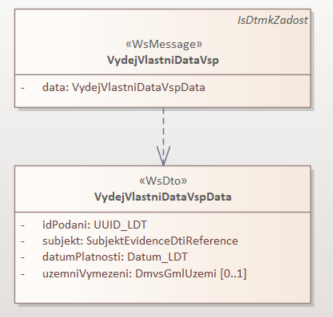 IsDtmkZadost
«WsMessage»
VydejVlastniDataVsp
- data: VydejVlastniDataVspData
«WsDto»
VydejVlastniDataVspData
- idPodani: UUID_LDT
- subjekt: SubjektEvidenceDtiReference
- datumPlatnosti: Datum_LDT
- uzemniVymezeni: DmvsGmlUzemi [0..1]